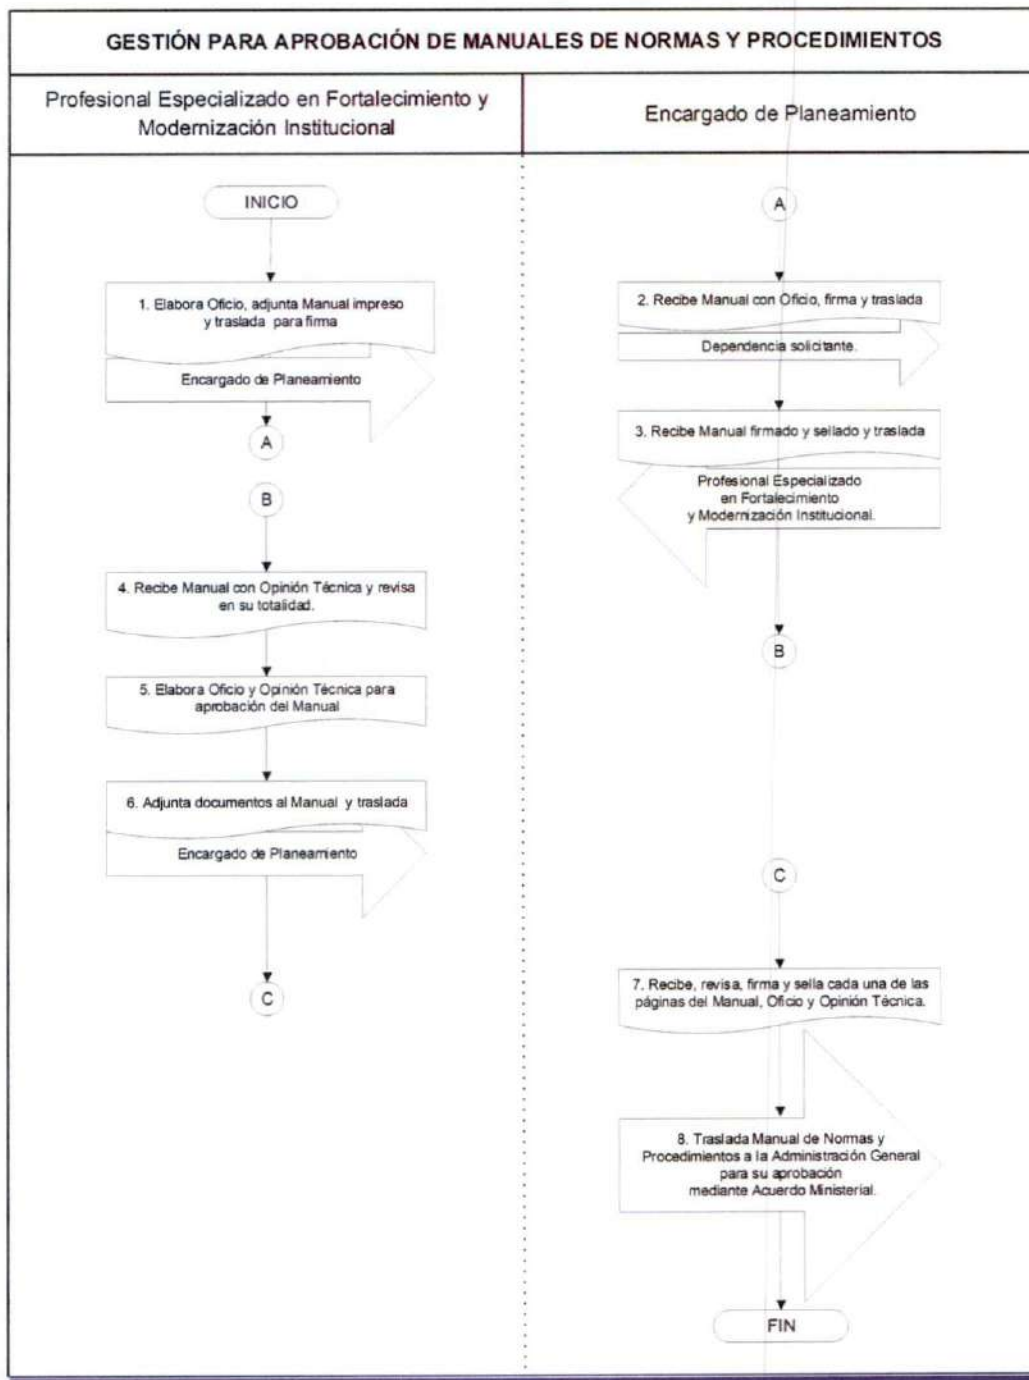 GESTIÓN PARA APROBACIÓN DE MANUALES DE NORMAS Y PROCEDIMIENTOS
Profesional Especializado en Fortalecimiento y
Modernización Institucional
Encargado de Planeamiento
INICIO
1. Elabora Oficio, adjunta Manual impreso
y traslada para firma
Encargado de Planeamiento
A
B
4. Recibe Manual con Opinión Técnica y revisa
en su totalidad.
5. Elabora Oficio y Opinión Técnica para
aprobación del Manual
6. Adjunta documentos al Manual y traslada
Encargado de Planeamiento
C
A
2. Recibe Manual con Oficio, firma y traslada
Dependencia solicitante.
3. Recibe Manual firmado y sellado y traslada
Profesional Especializado
en Fortalecimiento
y Modernización Institucional.
B
C
7. Recibe, revisa, firma y sella cada una de las
páginas del Manual, Oficio y Opinión Técnica.
8. Traslada Manual de Normas y
Procedimientos a la Administración General
para su aprobación
mediante Acuerdo Ministerial.
FIN